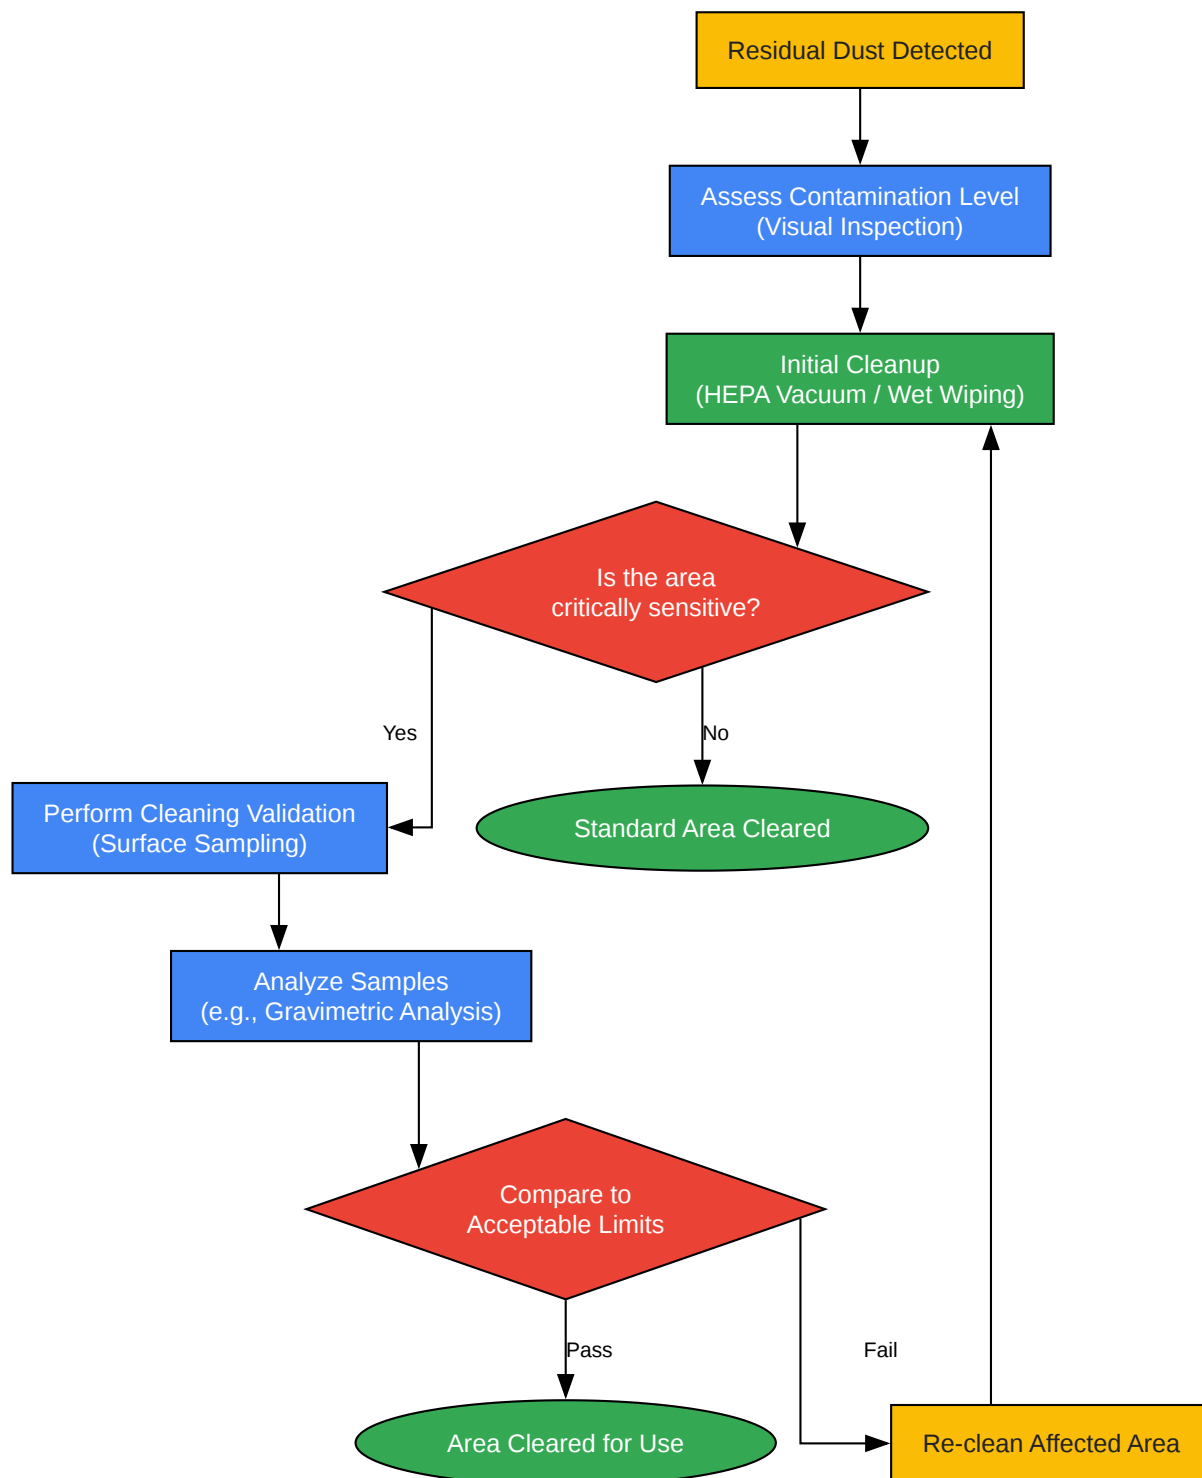 Residual Dust Detected
Assess Contamination Level
(Visual Inspection)
Initial Cleanup
(HEPA Vacuum / Wet Wiping)
Is the area
critically sensitive?
Yes
No
Perform Cleaning Validation
(Surface Sampling)
Standard Area Cleared
Analyze Samples
(e.g., Gravimetric Analysis)
Compare to
Acceptable Limits
Pass
Fail
Area Cleared for Use
Re-clean Affected Area